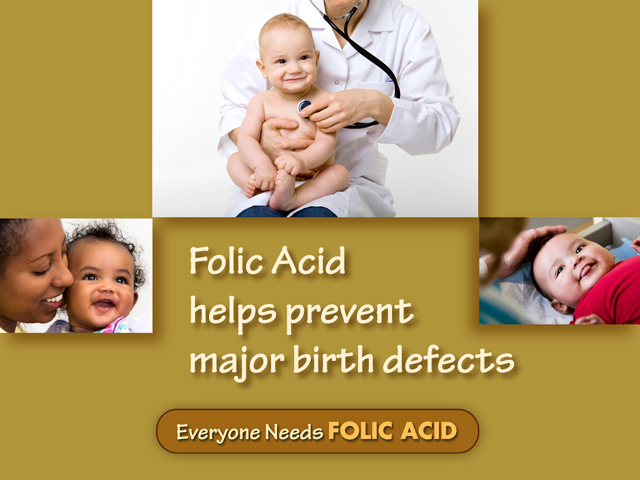 Folic Acid
helps prevent
major birth defects
Everyone Needs FOLIC ACID